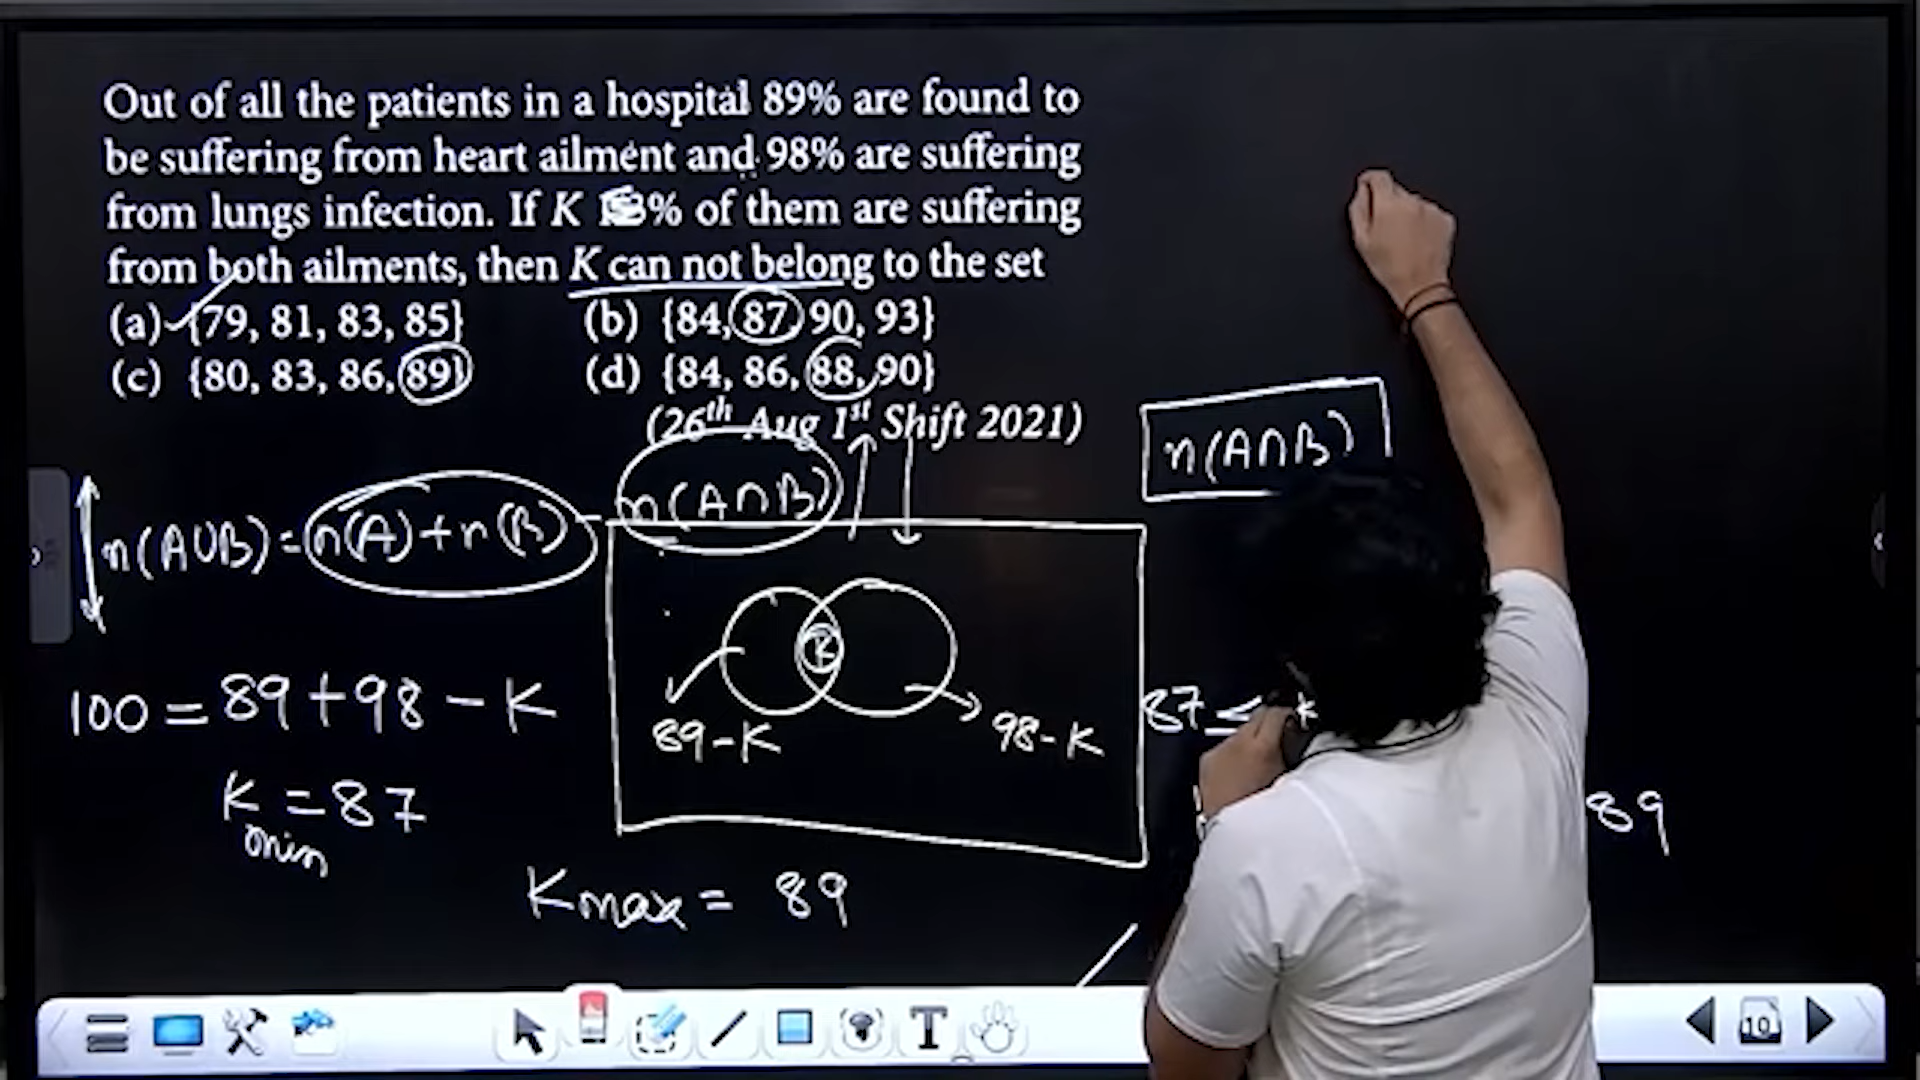 Out of all the patients in a hospital 89% are found to
be suffering from heart ailment and 98% are suffering
from lungs infection. If K % of them are suffering
from both ailments, then K can not belong to the set
(a) {79, 81, 83, 85} (b) {84, 87, 90, 93}
(c) {80, 83, 86, 89} (d) {84, 86, 88, 90}
(26th Aug 1st Shift 2021)
n(A∩B)
n(A∪B) = n(A) + n(B) - n(A∩B)
K
100 = 89 + 98 - K
89-K 98-K
87 ≤ K
K min = 87
89
Kmax = 89
T
10